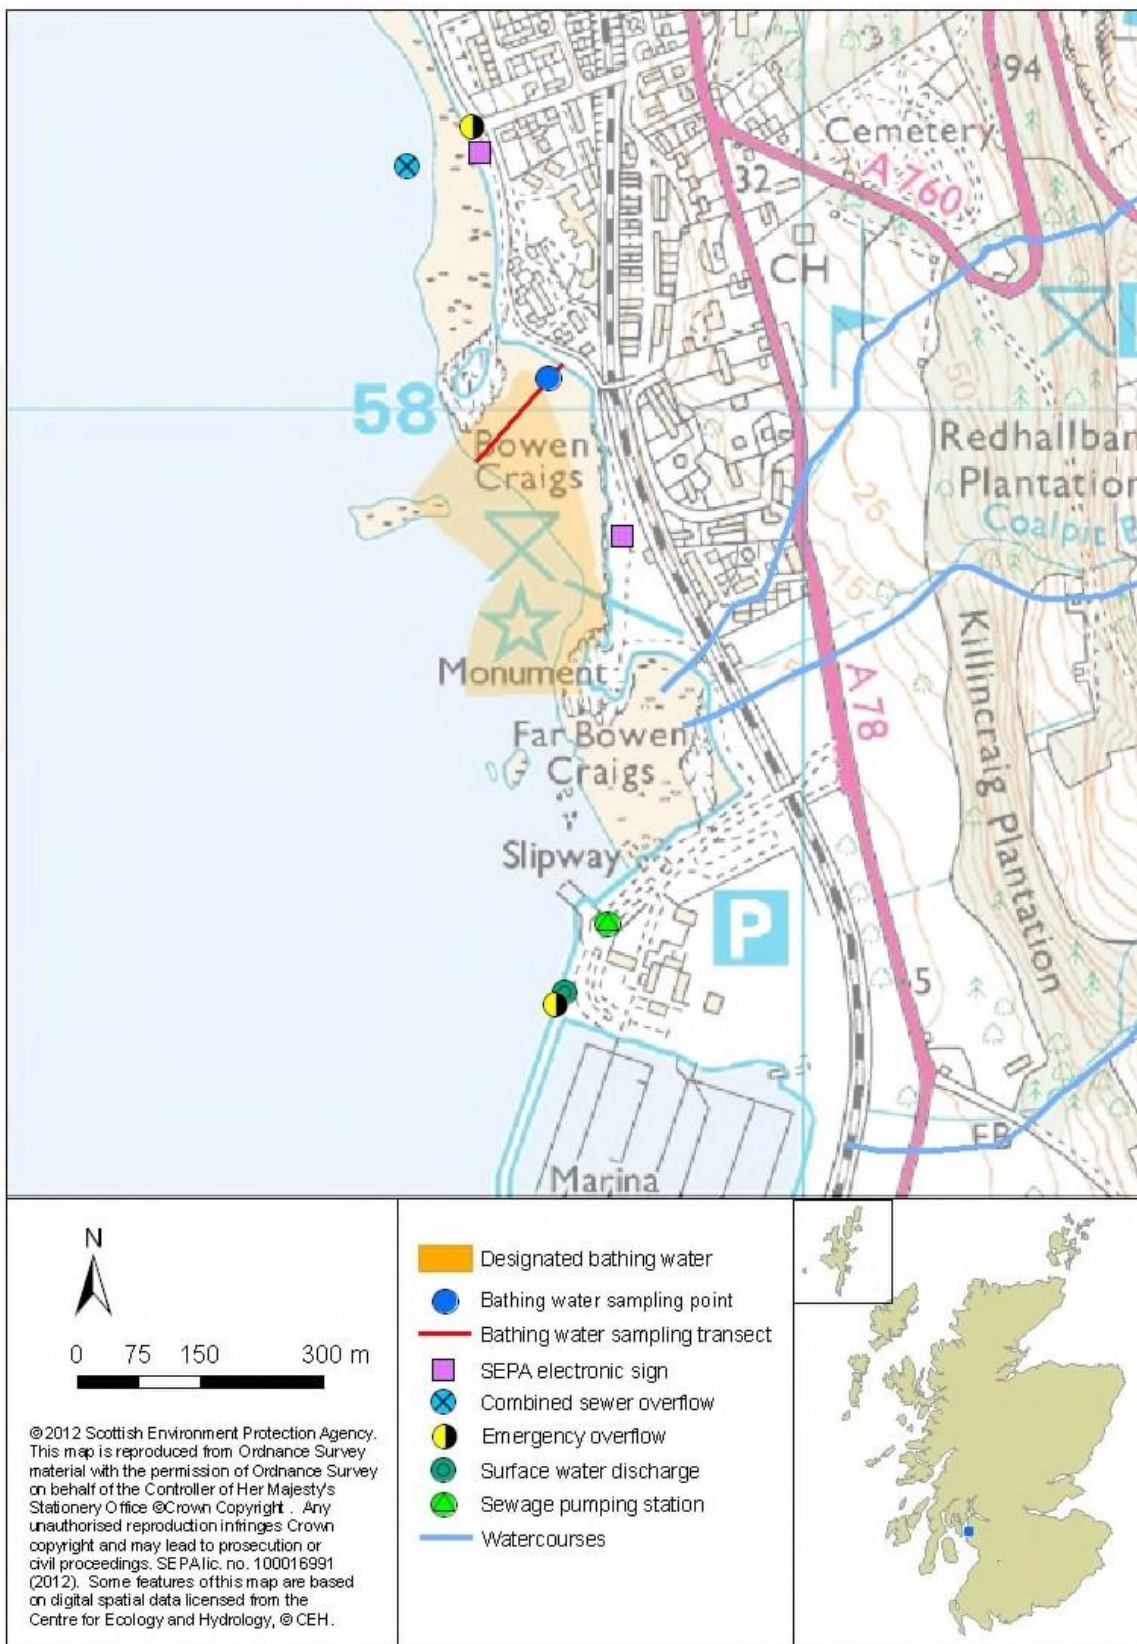 94
Cemetery
A 760
32
CH
58
50
Bowen
Craigs
Redhallban
Plantation
Coalpit B
25
15
Monument
Killincraig Plantation
A 78
Far Bowen
Craigs
Slipway
P
5
FB
Marina
N
0 75 150 300 m
©2012 Scottish Environment Protection Agency.
This map is reproduced from Ordnance Survey
material with the permission of Ordnance Survey
on behalf of the Controller of Her Majesty's
Stationery Office ©Crown Copyright . Any
unauthorised reproduction infringes Crown
copyright and may lead to prosecution or
civil proceedings. SEPA lic. no. 100016991
(2012). Some features of this map are based
on digital spatial data licensed from the
Centre for Ecology and Hydrology, © CEH.
Designated bathing water
Bathing water sampling point
Bathing water sampling transect
SEPA electronic sign
Combined sewer overflow
Emergency overflow
Surface water discharge
Sewage pumping station
Watercourses